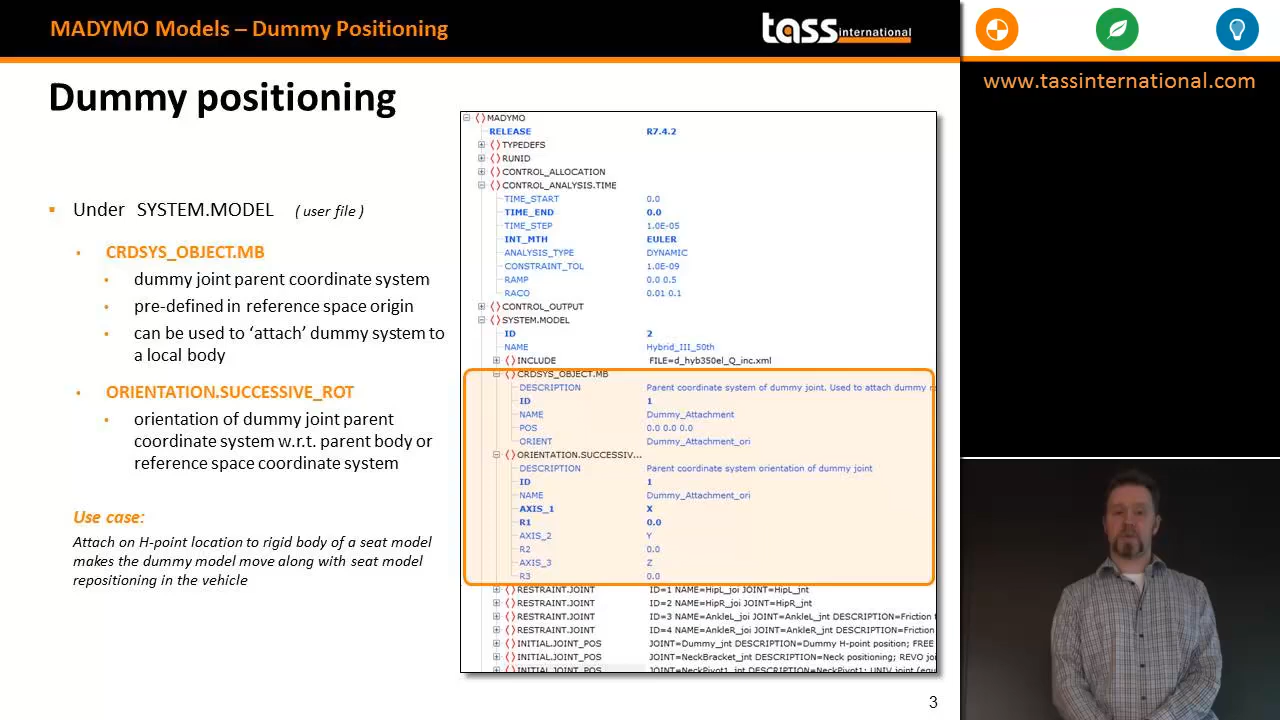 MADYMO Models – Dummy Positioning
tass international
www.tassinternational.com
Dummy positioning
▪ Under SYSTEM.MODEL ( user file )
• CRDSYS_OBJECT.MB
• dummy joint parent coordinate system
• pre-defined in reference space origin
• can be used to ‘attach’ dummy system to
a local body
• ORIENTATION.SUCCESSIVE_ROT
• orientation of dummy joint parent
coordinate system w.r.t. parent body or
reference space coordinate system
Use case:
Attach on H-point location to rigid body of a seat model
makes the dummy model move along with seat model
repositioning in the vehicle
MADYMO
RELEASE R7.4.2
TYPEDEFS
RUNID
CONTROL_ALLOCATION
CONTROL_ANALYSIS.TIME
TIME_START 0.0
TIME_END 0.0
TIME_STEP 1.0E-05
INT_MTH EULER
ANALYSIS_TYPE DYNAMIC
CONSTRAINT_TOL 1.0E-09
RAMP 0.0 0.5
RACO 0.01 0.1
CONTROL_OUTPUT
SYSTEM.MODEL
ID 2
NAME Hybrid_III_50th
INCLUDE FILE=d_hyb350el_Q_inc.xml
CRDSYS_OBJECT.MB
DESCRIPTION Parent coordinate system of dummy joint. Used to attach dummy
ID 1
NAME Dummy_Attachment
POS 0.0 0.0 0.0
ORIENT Dummy_Attachment_ori
ORIENTATION.SUCCESSIV...
DESCRIPTION Parent coordinate system orientation of dummy joint
ID 1
NAME Dummy_Attachment_ori
AXIS_1 X
R1 0.0
AXIS_2 Y
R2 0.0
AXIS_3 Z
R3 0.0
RESTRAINT.JOINT ID=1 NAME=HipL_joi JOINT=HipL_jnt
RESTRAINT.JOINT ID=2 NAME=HipR_joi JOINT=HipR_jnt
RESTRAINT.JOINT ID=3 NAME=AnkleL_joi JOINT=AnkleL_jnt DESCRIPTION=Friction
RESTRAINT.JOINT ID=4 NAME=AnkleR_joi JOINT=AnkleR_jnt DESCRIPTION=Friction
INITIAL.JOINT_POS JOINT=Dummy_jnt DESCRIPTION=Dummy H-point position; FREE
INITIAL.JOINT_POS JOINT=NeckBracket_jnt DESCRIPTION=Neck positioning; REVO joi
INITIAL.JOINT_POS JOINT=NeckPivot1_jnt DESCRIPTION=NeckPivot1; UNIV joint (equ
3